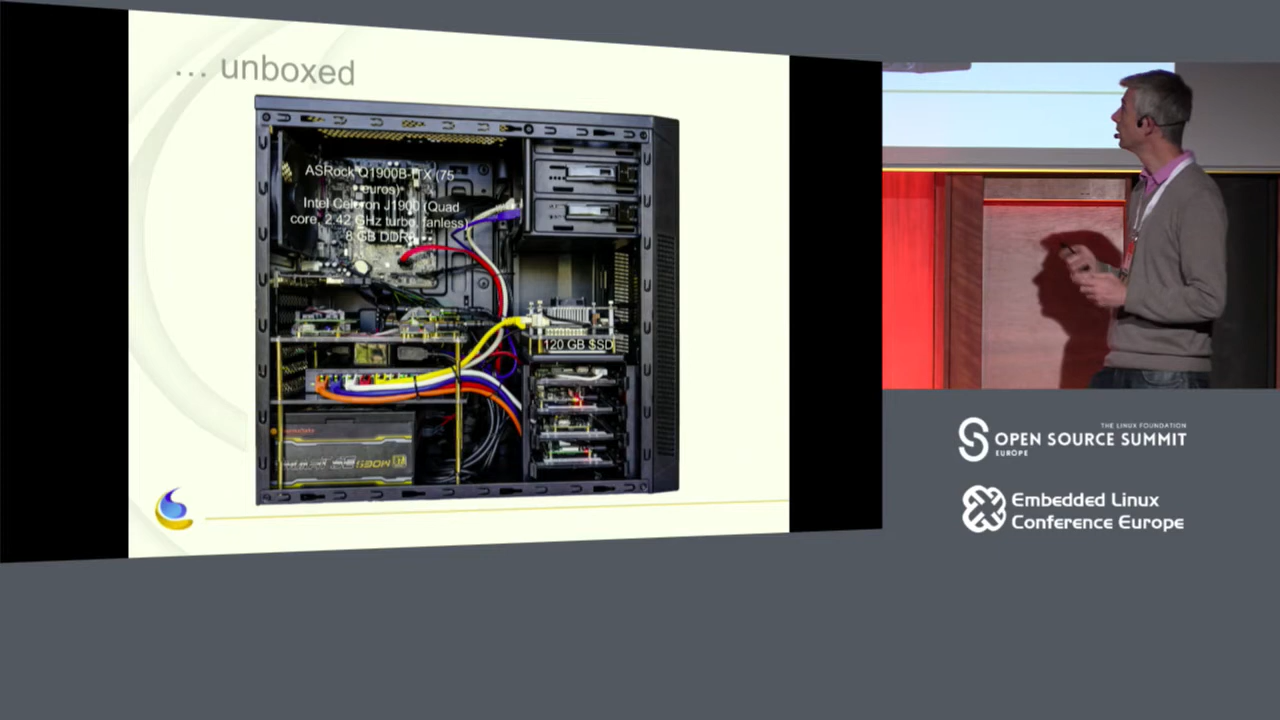 ... unboxed
ASRock Q1900B-ITX (75
euros)
Intel Celeron J1900 (Quad
core, 2.42 GHz turbo, fanless)
8 GB DDR3
120 GB SSD
THE LINUX FOUNDATION
OPEN SOURCE SUMMIT
EUROPE
Embedded Linux
Conference Europe